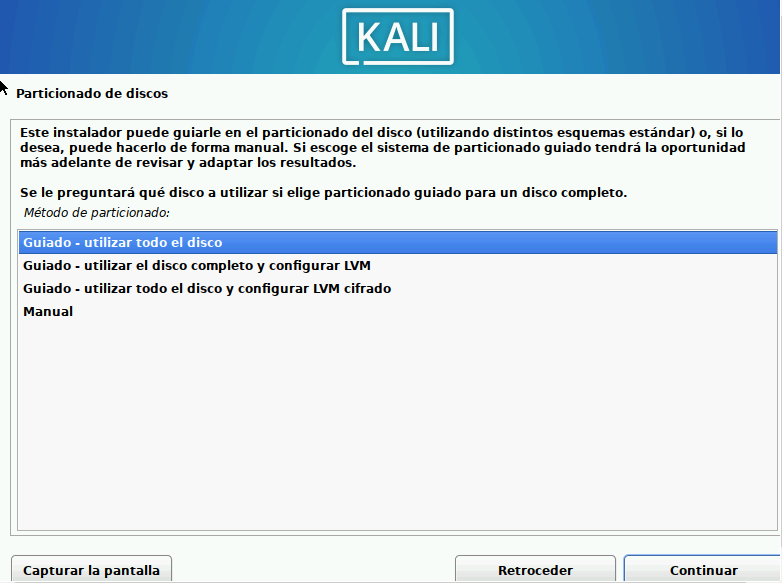 KALI
Particionado de discos
Este instalador puede guiarle en el particionado del disco (utilizando distintos esquemas estándar) o, si lo
desea, puede hacerlo de forma manual. Si escoge el sistema de particionado guiado tendrá la oportunidad
más adelante de revisar y adaptar los resultados.
Se le preguntará qué disco a utilizar si elige particionado guiado para un disco completo.
Método de particionado:
Guiado - utilizar todo el disco
Guiado - utilizar el disco completo y configurar LVM
Guiado - utilizar todo el disco y configurar LVM cifrado
Manual
Capturar la pantalla
Retroceder
Continuar